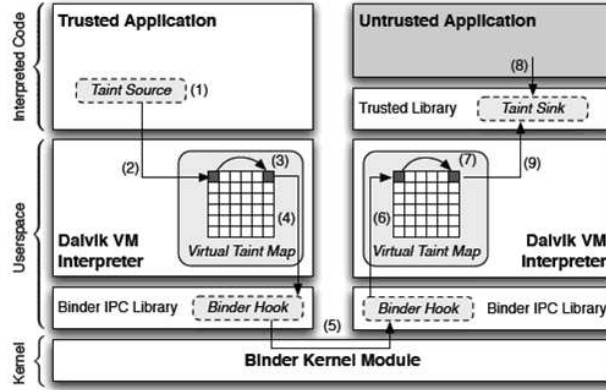 Interpreted Code
Userspace
Kernel
Trusted Application
Taint Source (1)
(2)
(3)
(4)
Virtual Taint Map
Dalvik VM
Interpreter
Binder IPC Library
Binder Hook
(5)
Untrusted Application
(8)
Trusted Library
Taint Sink
(9)
(7)
(6)
Virtual Taint Map
Dalvik VM
Interpreter
Binder Hook
Binder IPC Library
Binder Kernel Module